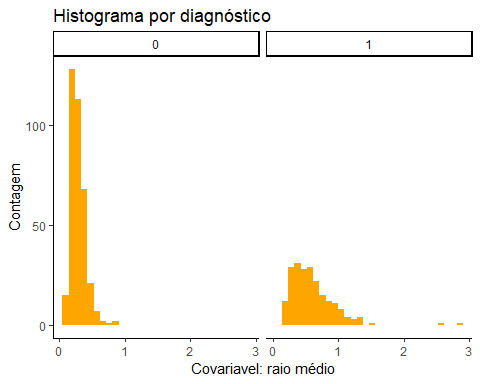 Histograma por diagnóstico
0 1
Contagem
100
50
0
0 1 2 3 0 1 2 3
Covariavel: raio médio